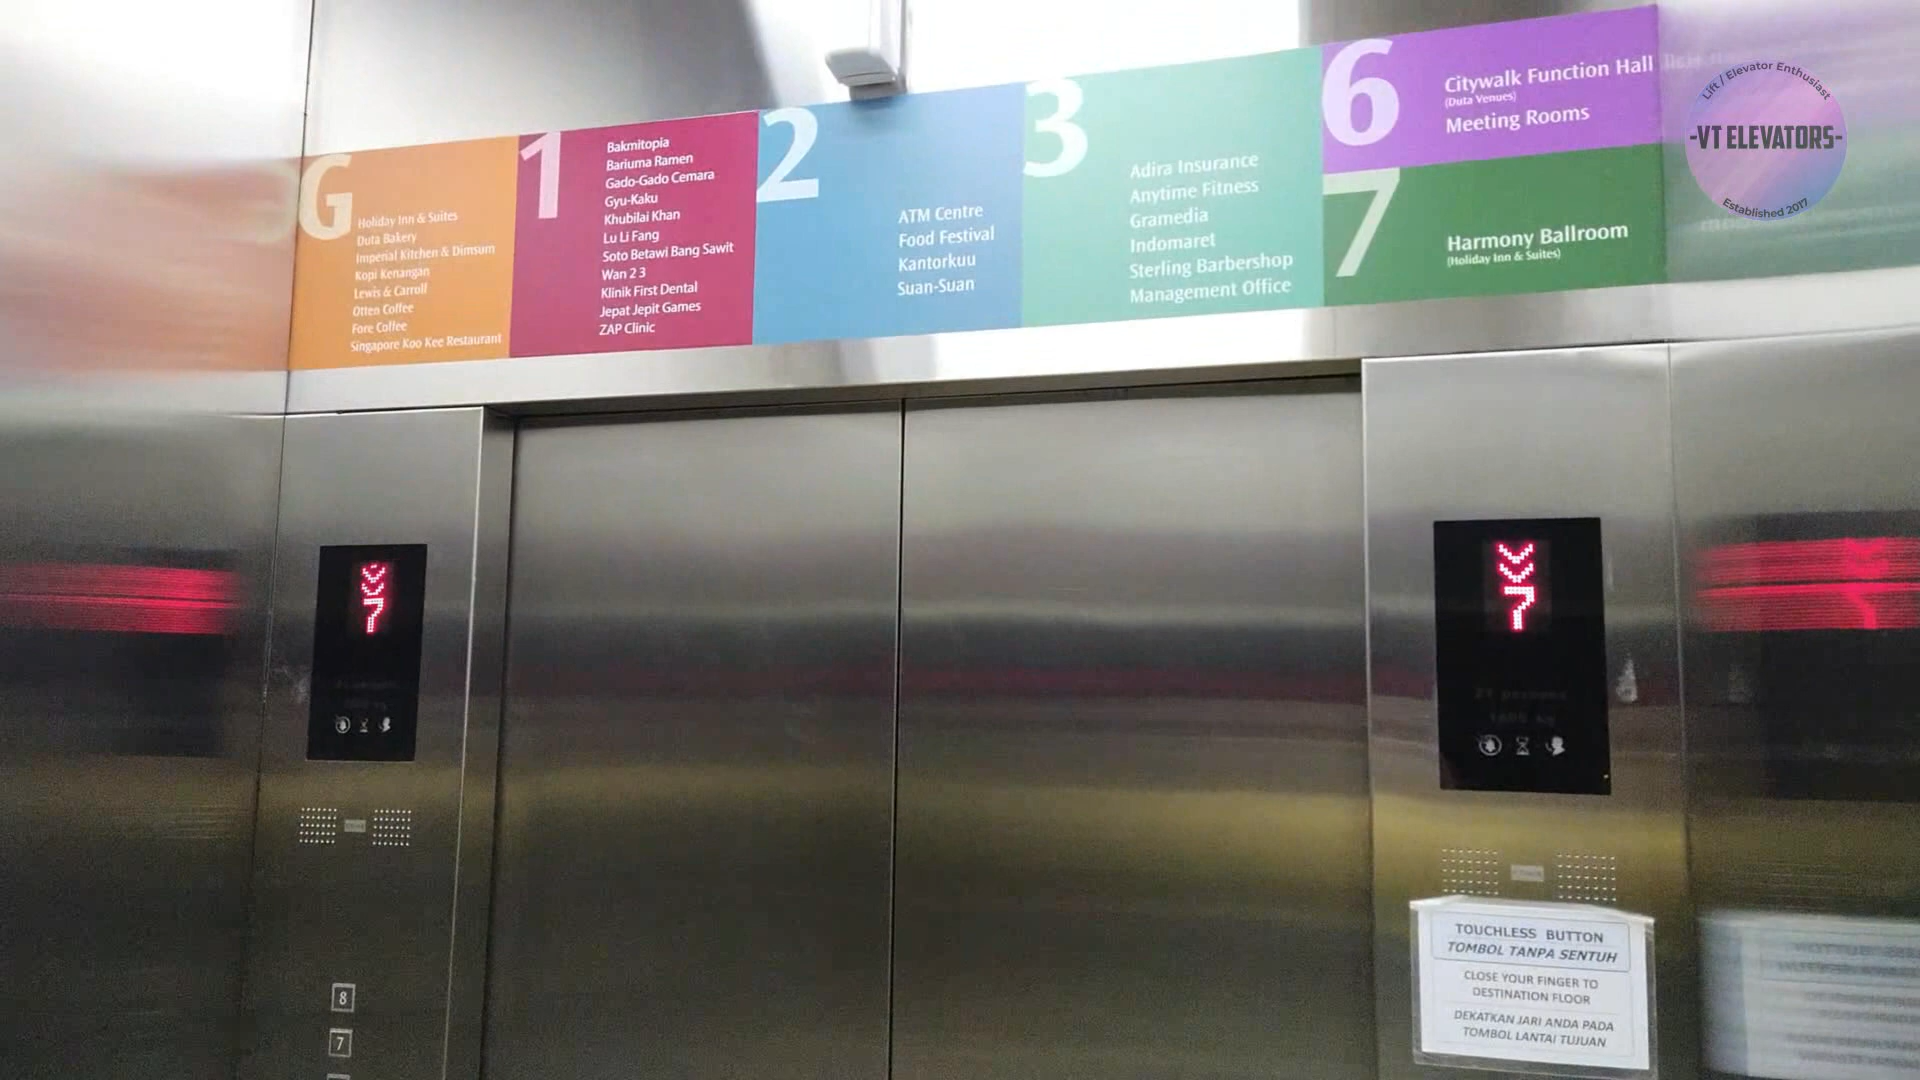 G
Holiday Inn & Suites
Duta Bakery
Imperial Kitchen & Dimsum
Kopi Kenangan
Lewis & Carroll
Otten Coffee
Fore Coffee
Singapore Koo Kee Restaurant
1
Bakmitopia
Bariuma Ramen
Gado-Gado Cemara
Gyu-Kaku
Khubilai Khan
Lu Li Fang
Soto Betawi Bang Sawit
Wan 2 3
Klinik First Dental
Jepat Jepit Games
ZAP Clinic
2
ATM Centre
Food Festival
Kantorkuu
Suan-Suan
3
Adira Insurance
Anytime Fitness
Gramedia
Indomaret
Sterling Barbershop
Management Office
6
Citywalk Function Hall
(Duta Venues)
Meeting Rooms
7
Harmony Ballroom
(Holiday Inn & Suites)
Lift / Elevator Enthusiast
-VT ELEVATORS-
Established 2017
7
7
8
7
TOUCHLESS BUTTON
TOMBOL TANPA SENTUH
CLOSE YOUR FINGER TO
DESTINATION FLOOR
DEKATKAN JARI ANDA PADA
TOMBOL LANTAI TUJUAN